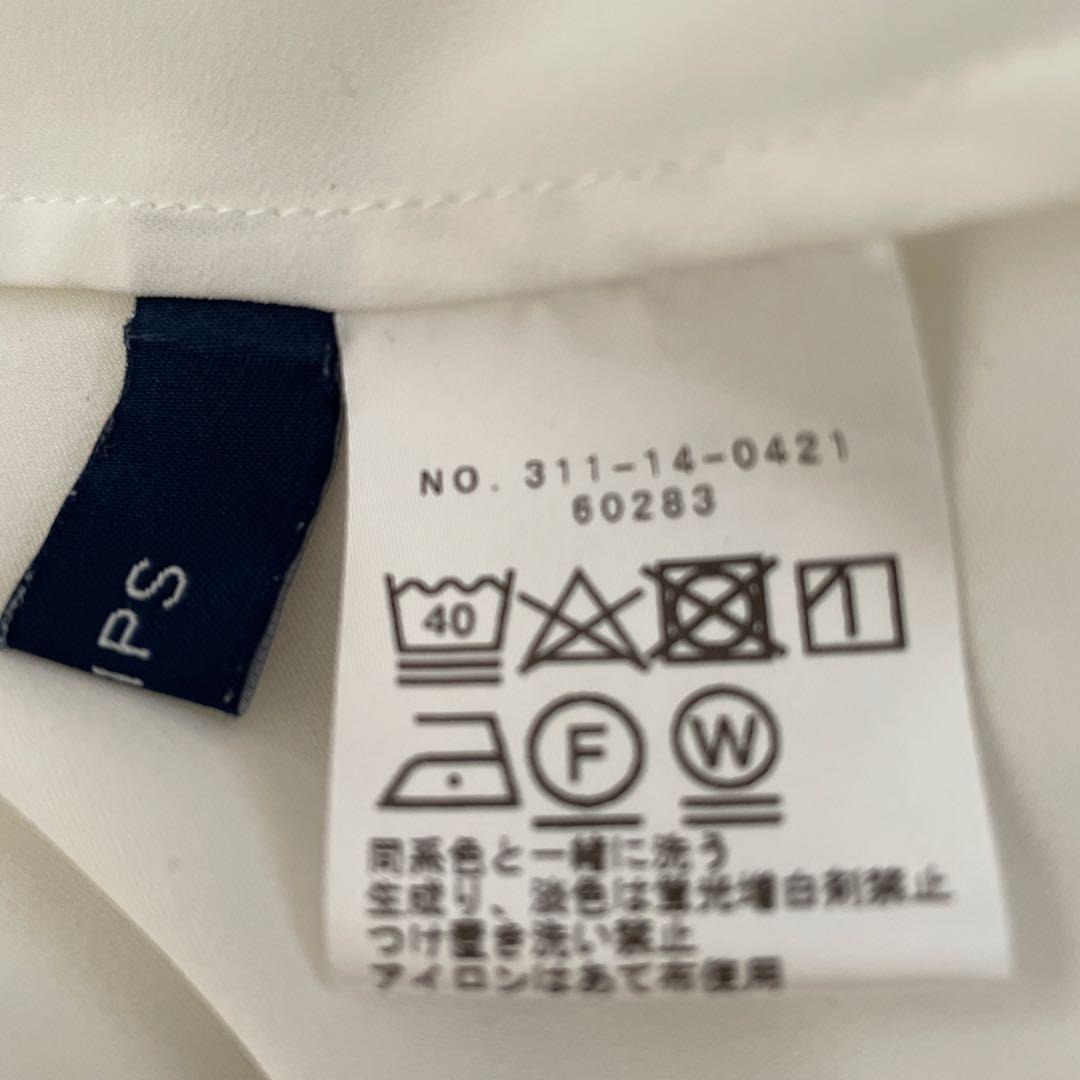 NO. 311-14-0421
60283
40
F W
同系色と一緒に洗う
生成り、淡色は蛍光増白剤禁止
つけ置き洗い禁止
アイロンはあて布使用
IPS